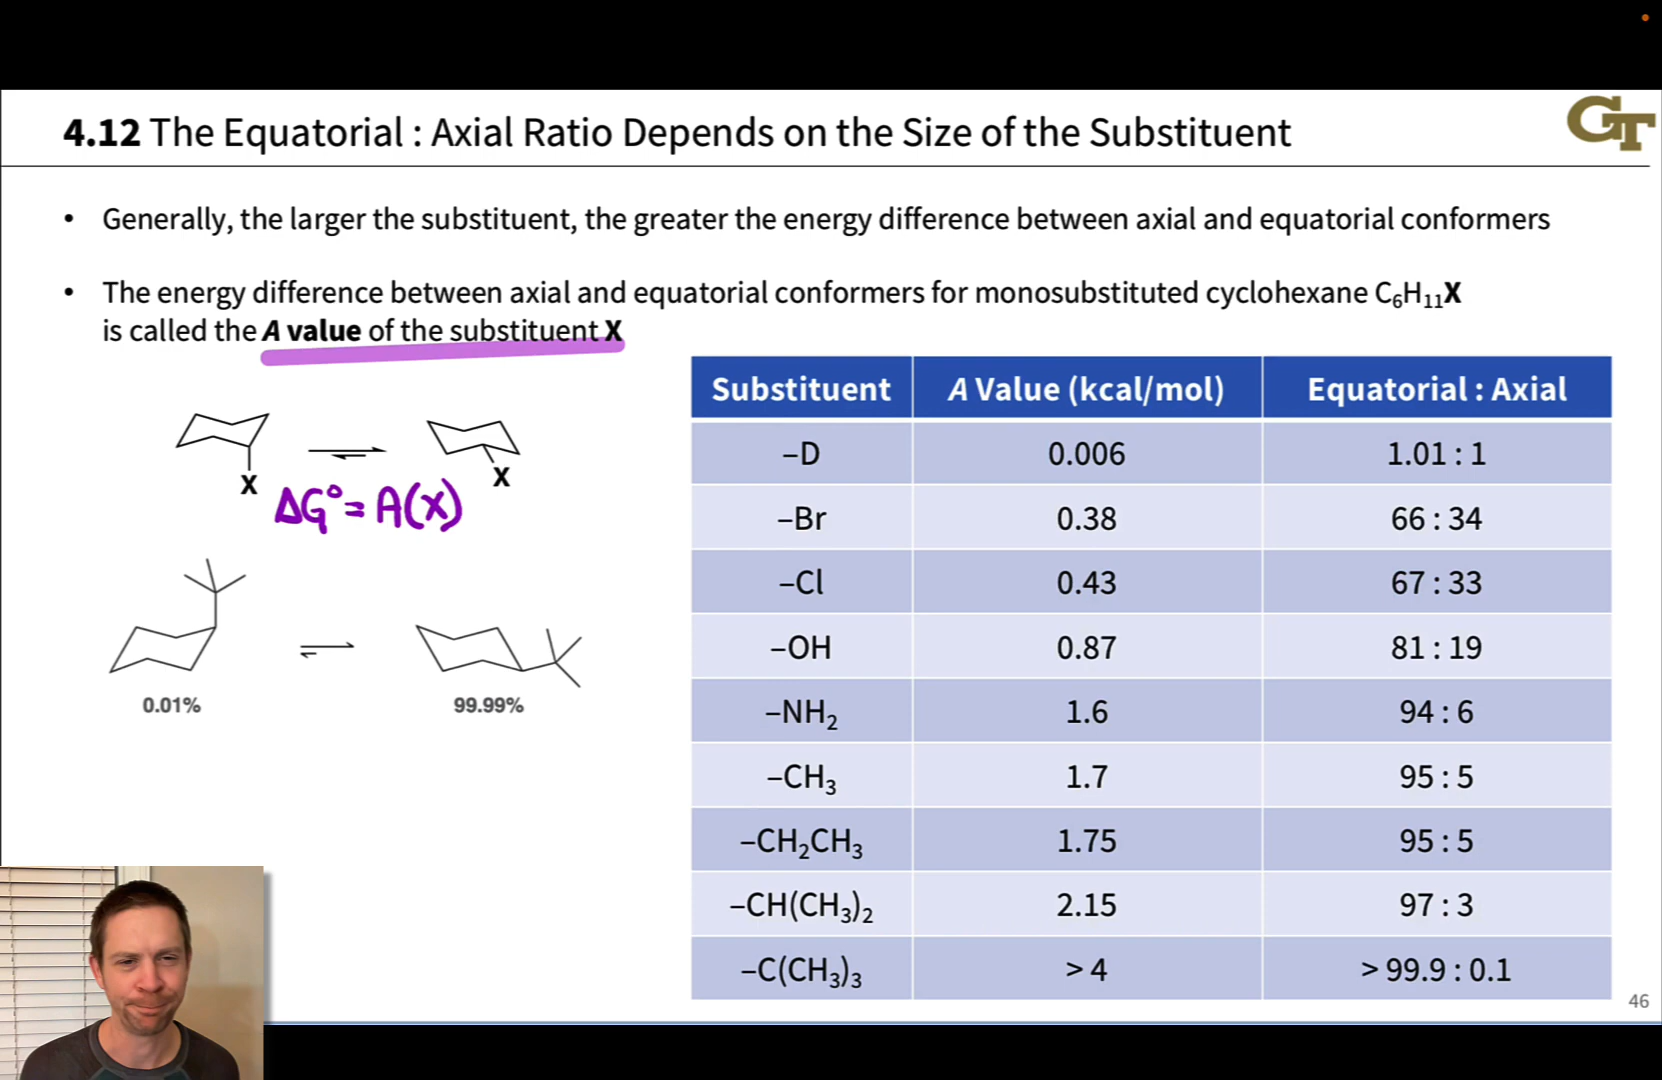 4.12 The Equatorial : Axial Ratio Depends on the Size of the Substituent
GT
• Generally, the larger the substituent, the greater the energy difference between axial and equatorial conformers
• The energy difference between axial and equatorial conformers for monosubstituted cyclohexane C₆H₁₁X
is called the A value of the substituent X
X
X
ΔG° = A(X)
0.01%
99.99%
Substituent A Value (kcal/mol) Equatorial : Axial
–D 0.006 1.01 : 1
–Br 0.38 66 : 34
–Cl 0.43 67 : 33
–OH 0.87 81 : 19
–NH₂ 1.6 94 : 6
–CH₃ 1.7 95 : 5
–CH₂CH₃ 1.75 95 : 5
–CH(CH₃)₂ 2.15 97 : 3
–C(CH₃)₃ > 4 > 99.9 : 0.1
46